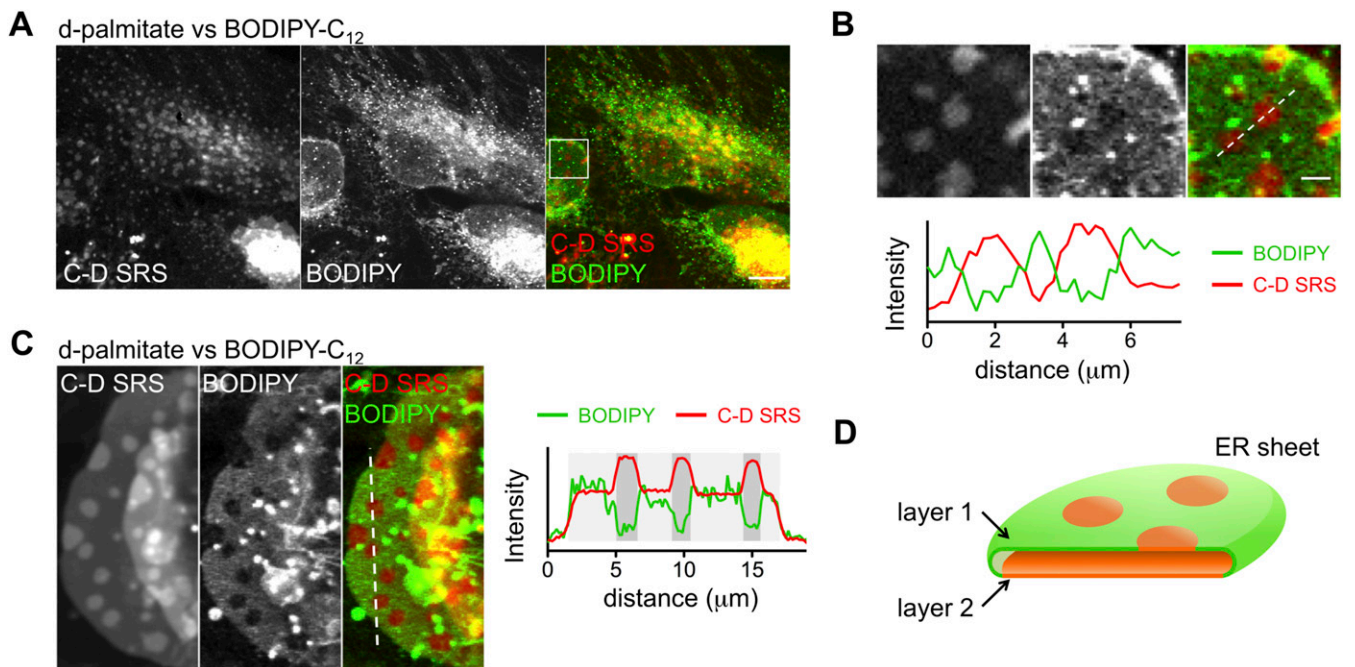 A
d-palmitate vs BODIPY-C12
C-D SRS
BODIPY
C-D SRS
BODIPY
B
Intensity
0
2
4
6
distance (μm)
BODIPY
C-D SRS
C
d-palmitate vs BODIPY-C12
C-D SRS
BODIPY
C-D SRS
BODIPY
BODIPY
C-D SRS
Intensity
0
5
10
15
distance (μm)
D
ER sheet
layer 1
layer 2